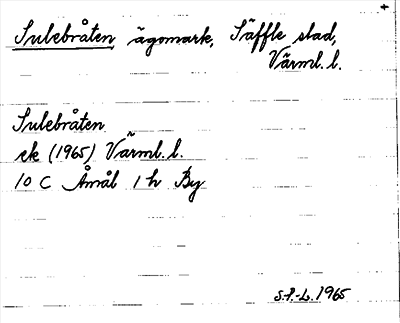 +
Sulebråten, ägomark, Säffle stad,
Värml. l.
Sulebråten
ek (1965) Värml. l.
10 C Åmål 1 h By
S.P.-L. 1965